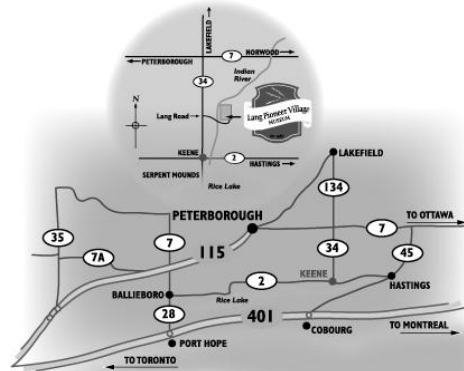 LAKEFIELD
7
NORWOOD
PETERBOROUGH
34
Indian
River
N
Lang Road
Lang Pioneer Village
MUSEUM
KEENE
2
HASTINGS
SERPENT MOUNDS
Rice Lake
LAKEFIELD
134
PETERBOROUGH
TO OTTAWA
7
35
7
34
45
7A
115
KEENE
2
HASTINGS
BALLIEBORO
Rice Lake
28
401
COBOURG
TO MONTREAL
PORT HOPE
TO TORONTO